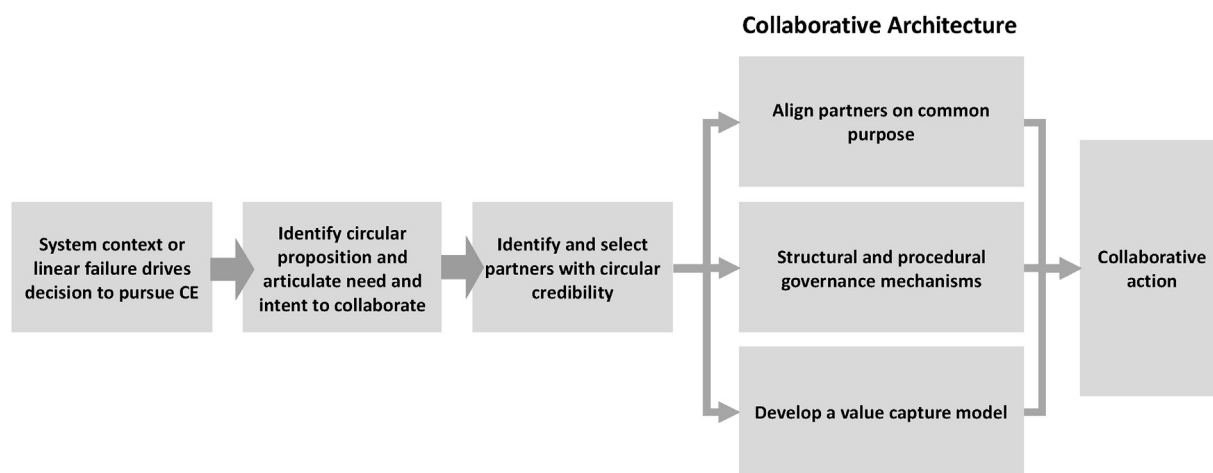 Collaborative Architecture
System context or
linear failure drives
decision to pursue CE
Identify circular
proposition and
articulate need and
intent to collaborate
Identify and select
partners with circular
credibility
Align partners on common
purpose
Structural and procedural
governance mechanisms
Develop a value capture model
Collaborative
action